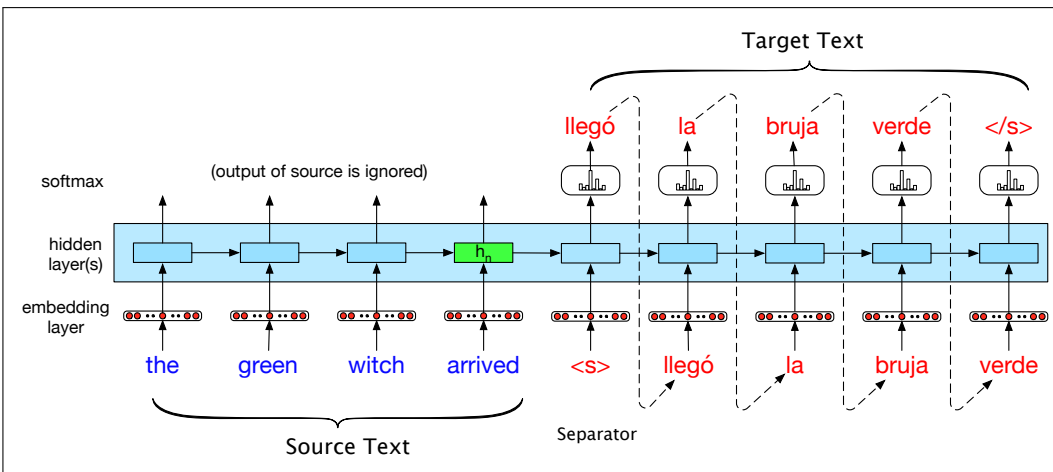 Target Text
llegó la bruja verde </s>
softmax (output of source is ignored)
hidden layer(s)
hn
embedding layer
the green witch arrived <s> llegó la bruja verde
Separator
Source Text